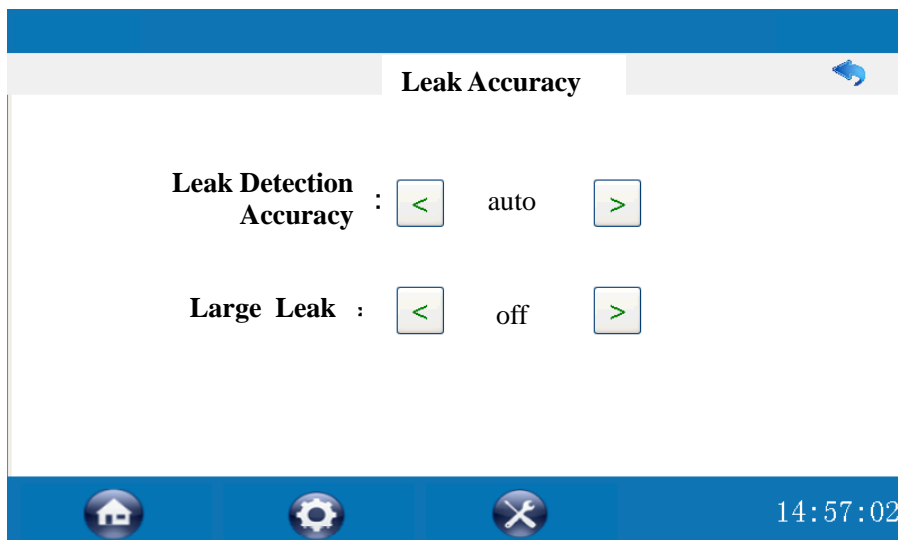 Leak Accuracy
Leak Detection
Accuracy : < auto >
Large Leak : < off >
14:57:02